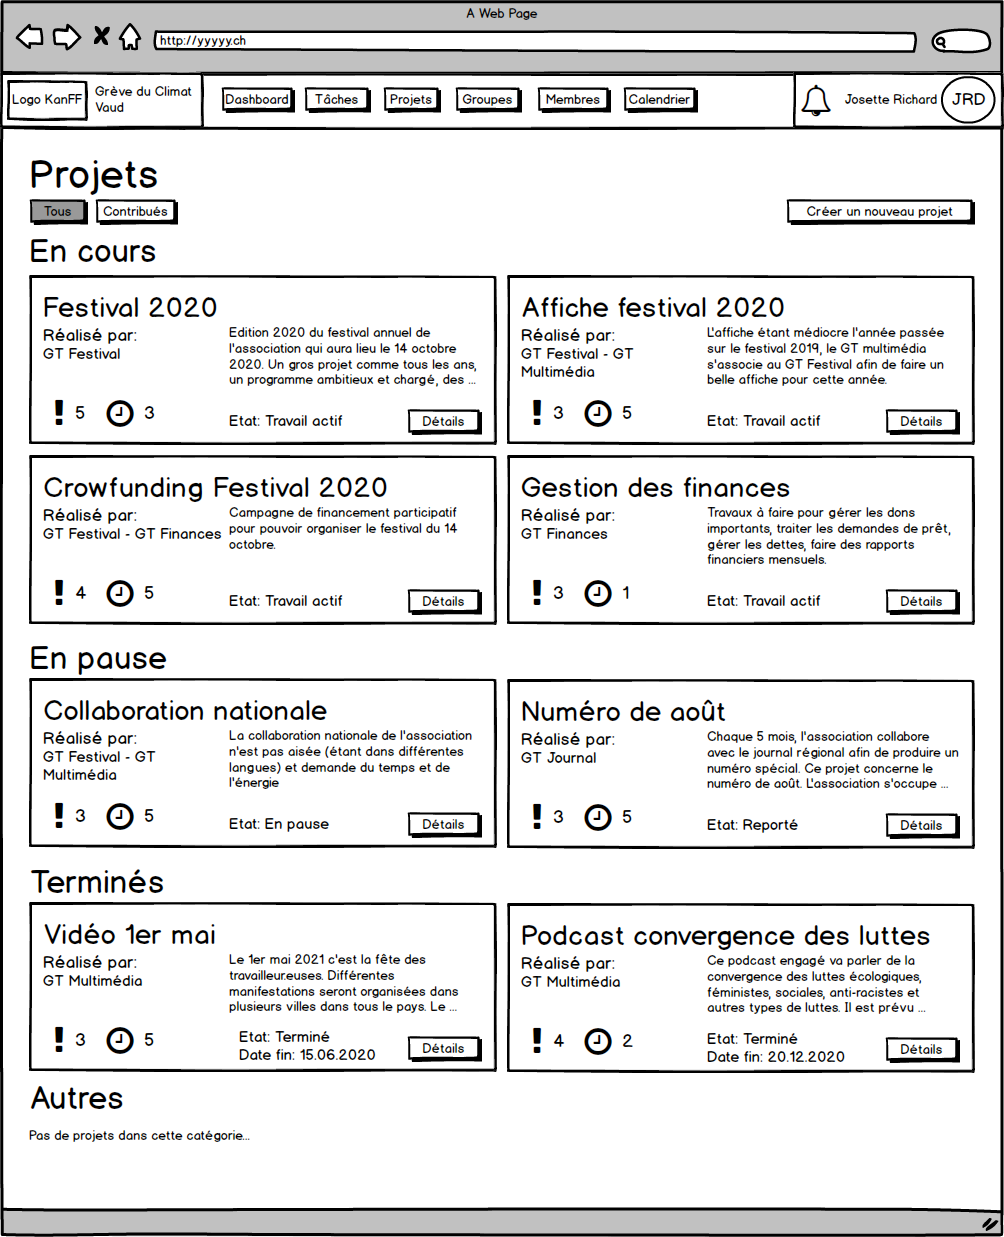 A Web Page
http://yyyyy.ch
Logo KanFF
Grève du Climat
Vaud
Dashboard
Tâches
Projets
Groupes
Membres
Calendrier
Josette Richard
JRD
Projets
Tous
Contribués
Créer un nouveau projet
En cours
Festival 2020
Réalisé par:
GT Festival
Edition 2020 du festival annuel de
l'association qui aura lieu le 14 octobre
2020. Un gros projet comme tous les ans,
un programme ambitieux et chargé, des ...
! 5 3
Etat: Travail actif
Détails
Affiche festival 2020
Réalisé par:
GT Festival - GT
Multimédia
L'affiche étant médiocre l'année passée
sur le festival 2019, le GT multimédia
s'associe au GT Festival afin de faire un
belle affiche pour cette année.
! 3 5
Etat: Travail actif
Détails
Crowfunding Festival 2020
Réalisé par:
GT Festival - GT Finances
Campagne de financement participatif
pour pouvoir organiser le festival du 14
octobre.
! 4 5
Etat: Travail actif
Détails
Gestion des finances
Réalisé par:
GT Finances
Travaux à faire pour gérer les dons
importants, traiter les demandes de prêt,
gérer les dettes, faire des rapports
financiers mensuels.
! 3 1
Etat: Travail actif
Détails
En pause
Collaboration nationale
Réalisé par:
GT Festival - GT
Multimédia
La collaboration nationale de l'association
n'est pas aisée (étant dans différentes
langues) et demande du temps et de
l'énergie
! 3 5
Etat: En pause
Détails
Numéro de août
Réalisé par:
GT Journal
Chaque 5 mois, l'association collabore
avec le journal régional afin de produire un
numéro spécial. Ce projet concerne le
numéro de août. L'association s'occupe ...
! 3 5
Etat: Reporté
Détails
Terminés
Vidéo 1er mai
Réalisé par:
GT Multimédia
Le 1er mai 2021 c'est la fête des
travailleur.euses. Différentes
manifestations seront organisées dans
plusieurs villes dans tous le pays. Le ...
! 3 5
Etat: Terminé
Date fin: 15.06.2020
Détails
Podcast convergence des luttes
Réalisé par:
GT Multimédia
Ce podcast engagé va parler de la
convergence des luttes écologiques,
féministes, sociales, anti-racistes et
autres types de luttes. Il est prévu ...
! 4 2
Etat: Terminé
Date fin: 20.12.2020
Détails
Autres
Pas de projets dans cette catégorie...